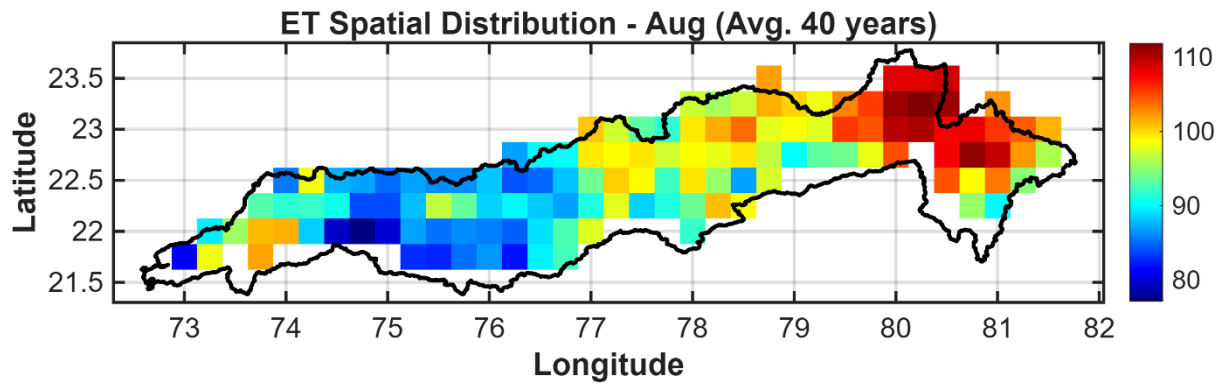 ET Spatial Distribution - Aug (Avg. 40 years)
23.5
23
22.5
22
21.5
Latitude
73 74 75 76 77 78 79 80 81 82
Longitude
110
100
90
80